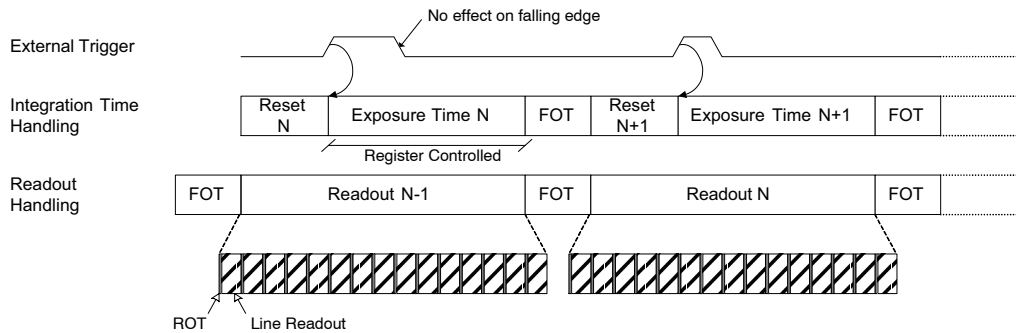 No effect on falling edge
External Trigger
Integration Time
Handling
Reset
N
Exposure Time N
FOT
Reset
N+1
Exposure Time N+1
FOT
Register Controlled
Readout
Handling
FOT
Readout N-1
FOT
Readout N
FOT
ROT
Line Readout